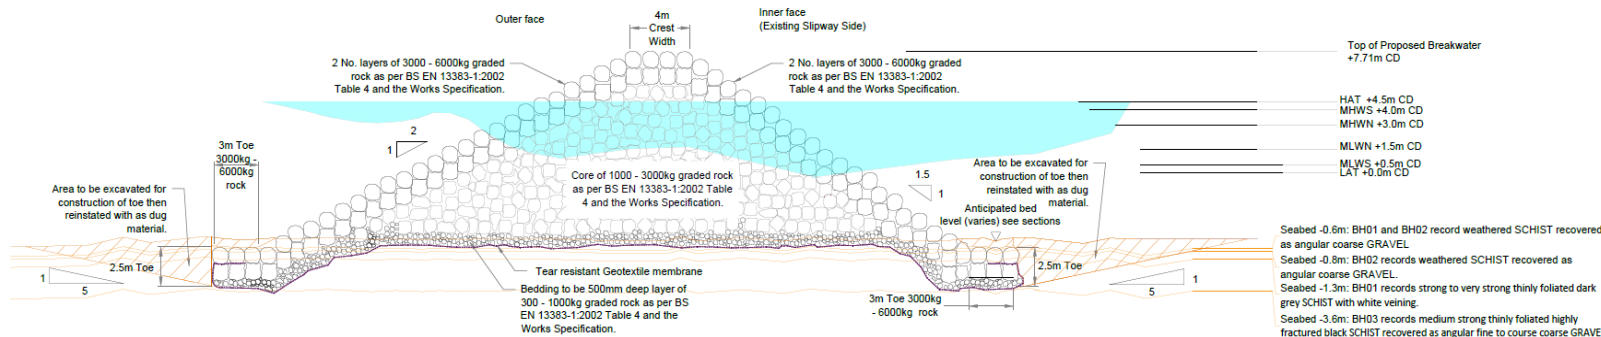 Outer face
4m
Crest
Width
Inner face
(Existing Slipway Side)
2 No. layers of 3000 - 6000kg graded
rock as per BS EN 13383-1:2002
Table 4 and the Works Specification.
2 No. layers of 3000 - 6000kg graded
rock as per BS EN 13383-1:2002
Table 4 and the Works Specification.
Top of Proposed Breakwater
+7.71m CD
HAT +4.5m CD
MHWS +4.0m CD
MHWN +3.0m CD
MLWN +1.5m CD
MLWS +0.5m CD
LAT +0.0m CD
2
1
3m Toe
3000kg -
6000kg
rock
Area to be excavated for
construction of toe then
reinstated with as dug
material.
Core of 1000 - 3000kg graded rock
as per BS EN 13383-1:2002 Table
4 and the Works Specification.
1.5
1
Area to be excavated for
construction of toe then
reinstated with as dug
material.
Anticipated bed
level (varies) see sections
2.5m Toe
1
5
Tear resistant Geotextile membrane
Bedding to be 500mm deep layer of
300 - 1000kg graded rock as per BS
EN 13383-1:2002 Table 4 and the
Works Specification.
2.5m Toe
3m Toe 3000kg
- 6000kg rock
1
5
Seabed -0.6m: BH01 and BH02 record weathered SCHIST recovered
as angular coarse GRAVEL
Seabed -0.8m: BH02 records weathered SCHIST recovered as
angular coarse GRAVEL.
Seabed -1.3m: BH01 records strong to very strong thinly foliated dark
grey SCHIST with white veining.
Seabed -3.6m: BH03 records medium strong thinly foliated highly
fractured black SCHIST recovered as angular fine to course coarse GRAVE